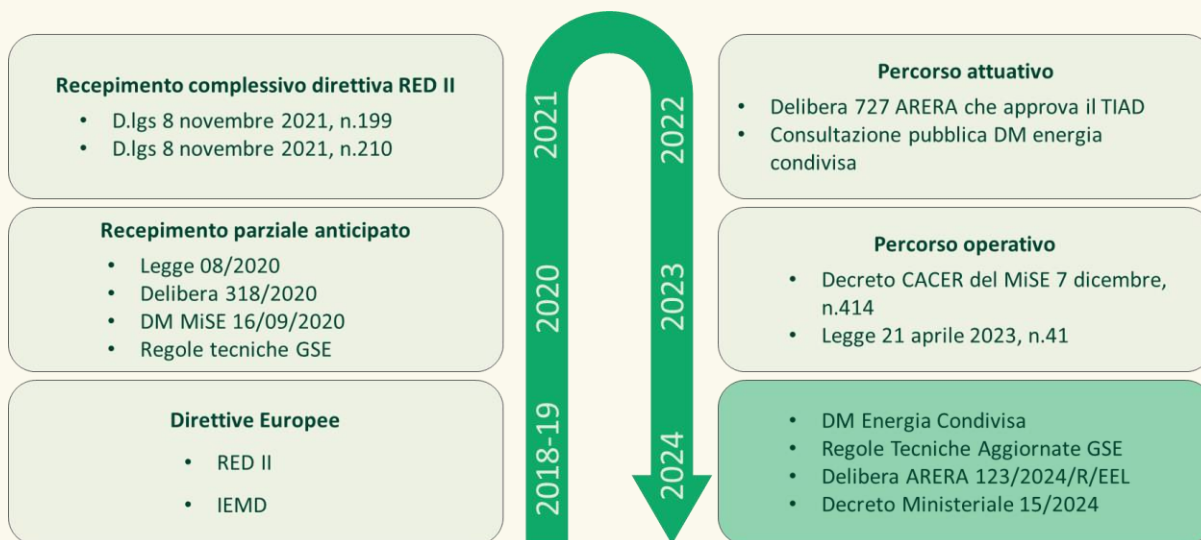 Recepimento complessivo direttiva RED II
• D.lgs 8 novembre 2021, n.199
• D.lgs 8 novembre 2021, n.210
Recepimento parziale anticipato
• Legge 08/2020
• Delibera 318/2020
• DM MiSE 16/09/2020
• Regole tecniche GSE
Direttive Europee
• RED II
• IEMD
2021
2020
2018-19
2022
2023
2024
Percorso attuativo
• Delibera 727 ARERA che approva il TIAD
• Consultazione pubblica DM energia
condivisa
Percorso operativo
• Decreto CACER del MiSE 7 dicembre,
n.414
• Legge 21 aprile 2023, n.41
• DM Energia Condivisa
• Regole Tecniche Aggiornate GSE
• Delibera ARERA 123/2024/R/EEL
• Decreto Ministeriale 15/2024